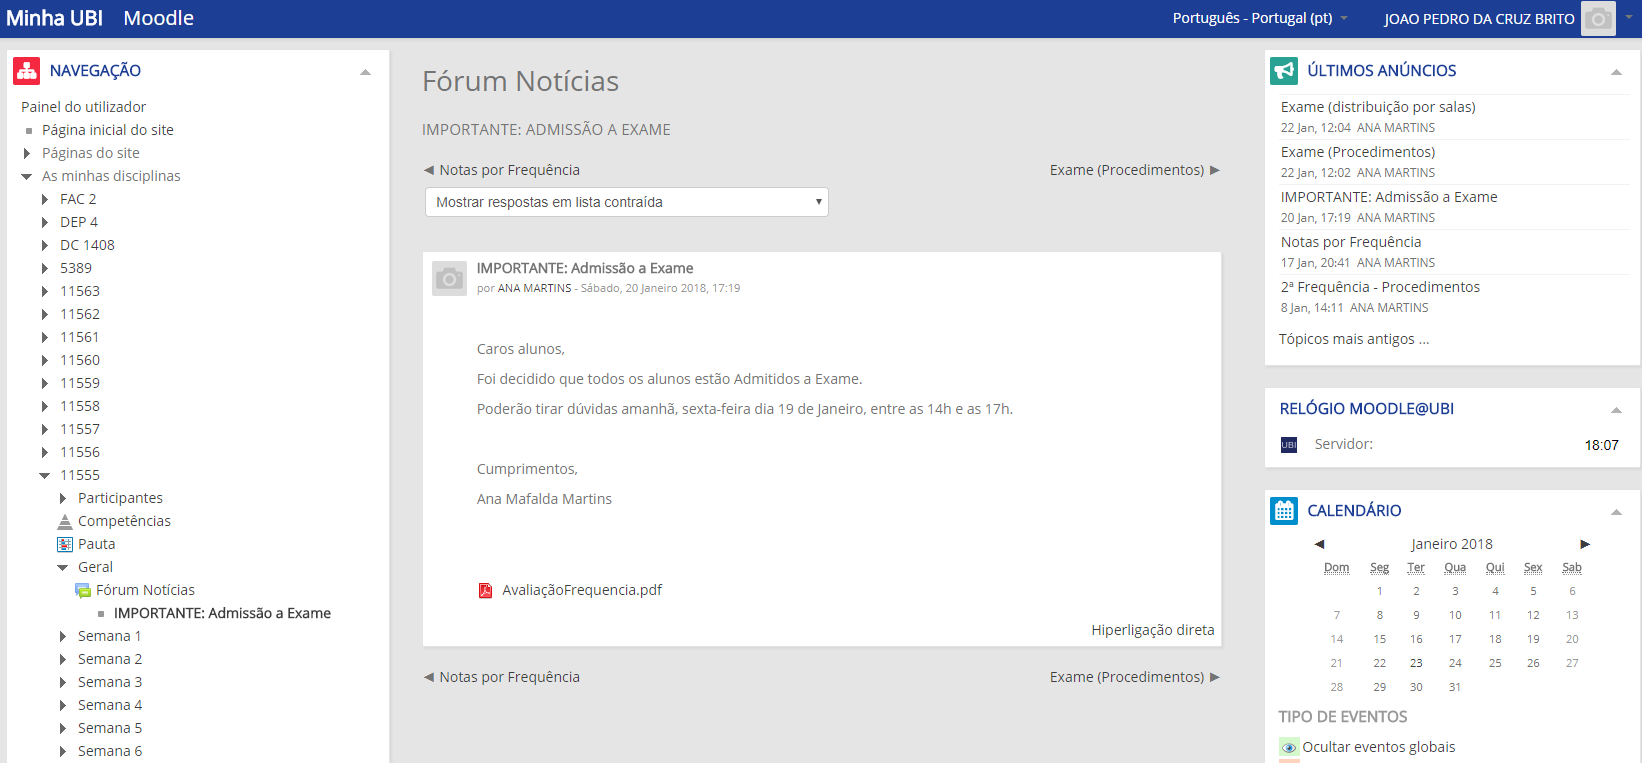 Minha UBI Moodle
Português - Portugal (pt)
JOAO PEDRO DA CRUZ BRITO
NAVEGAÇÃO
Painel do utilizador
Página inicial do site
Páginas do site
As minhas disciplinas
FAC 2
DEP 4
DC 1408
5389
11563
11562
11561
11560
11559
11558
11557
11556
11555
Participantes
Competências
Pauta
Geral
Fórum Notícias
IMPORTANTE: Admissão a Exame
Semana 1
Semana 2
Semana 3
Semana 4
Semana 5
Semana 6
Fórum Notícias
IMPORTANTE: ADMISSÃO A EXAME
◄ Notas por Frequência
Exame (Procedimentos) ►
Mostrar respostas em lista contraída
IMPORTANTE: Admissão a Exame
por ANA MARTINS - Sábado, 20 Janeiro 2018, 17:19
Caros alunos,
Foi decidido que todos os alunos estão Admitidos a Exame.
Poderão tirar dúvidas amanhã, sexta-feira dia 19 de Janeiro, entre as 14h e as 17h.
Cumprimentos,
Ana Mafalda Martins
AvaliaçãoFrequencia.pdf
Hiperligação direta
◄ Notas por Frequência
Exame (Procedimentos) ►
ÚLTIMOS ANÚNCIOS
Exame (distribuição por salas)
22 Jan, 12:04 ANA MARTINS
Exame (Procedimentos)
22 Jan, 12:02 ANA MARTINS
IMPORTANTE: Admissão a Exame
20 Jan, 17:19 ANA MARTINS
Notas por Frequência
17 Jan, 20:41 ANA MARTINS
2ª Frequência - Procedimentos
8 Jan, 14:11 ANA MARTINS
Tópicos mais antigos ...
RELÓGIO MOODLE@UBI
UBI Servidor: 18:07
CALENDÁRIO
◄ Janeiro 2018 ►
Dom Seg Ter Qua Qui Sex Sab
1 2 3 4 5 6
7 8 9 10 11 12 13
14 15 16 17 18 19 20
21 22 23 24 25 26 27
28 29 30 31
TIPO DE EVENTOS
Ocultar eventos globais